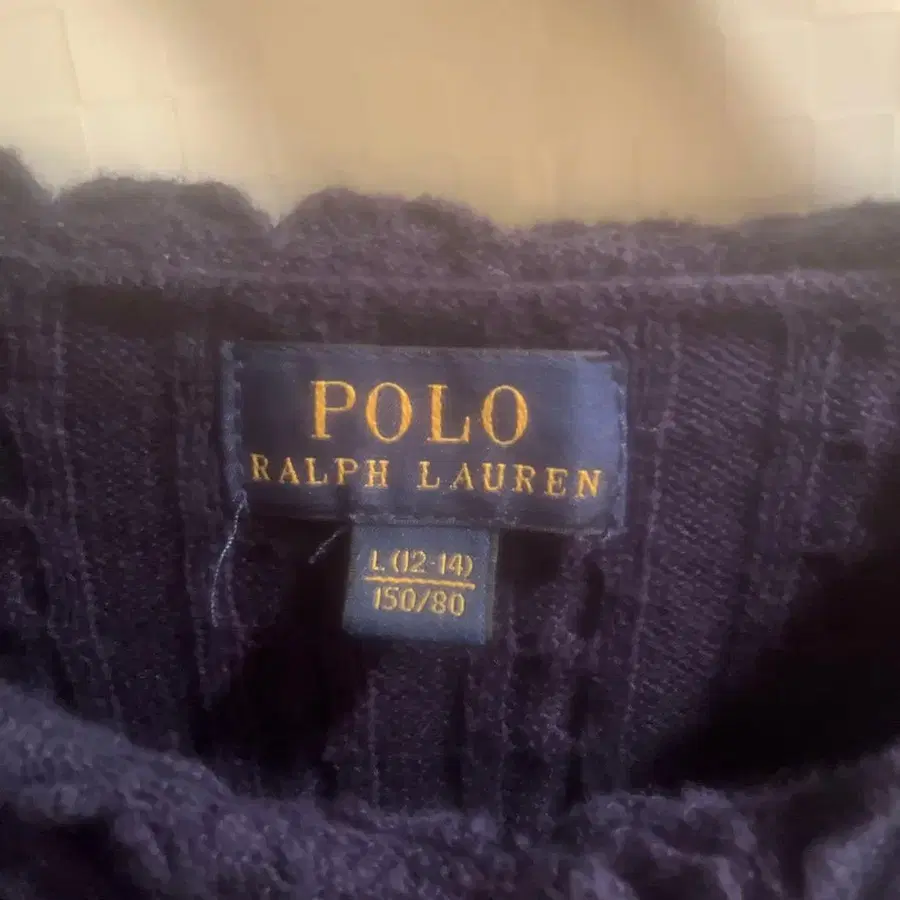 POLO
RALPH LAUREN
L (12-14)
150/80